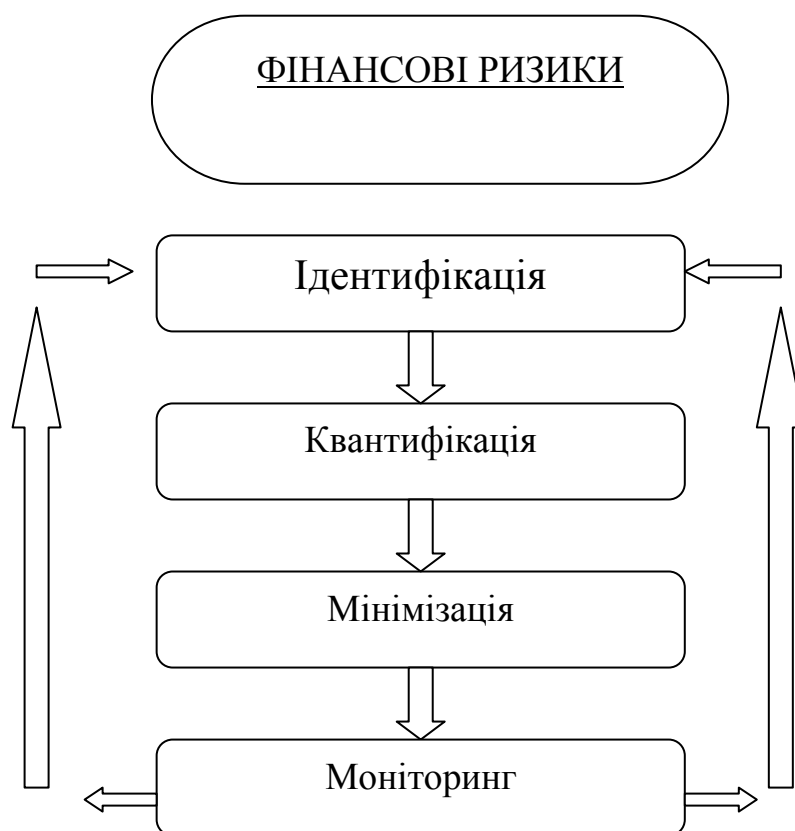 ФІНАНСОВІ РИЗИКИ
Ідентифікація
Квантифікація
Мінімізація
Моніторинг